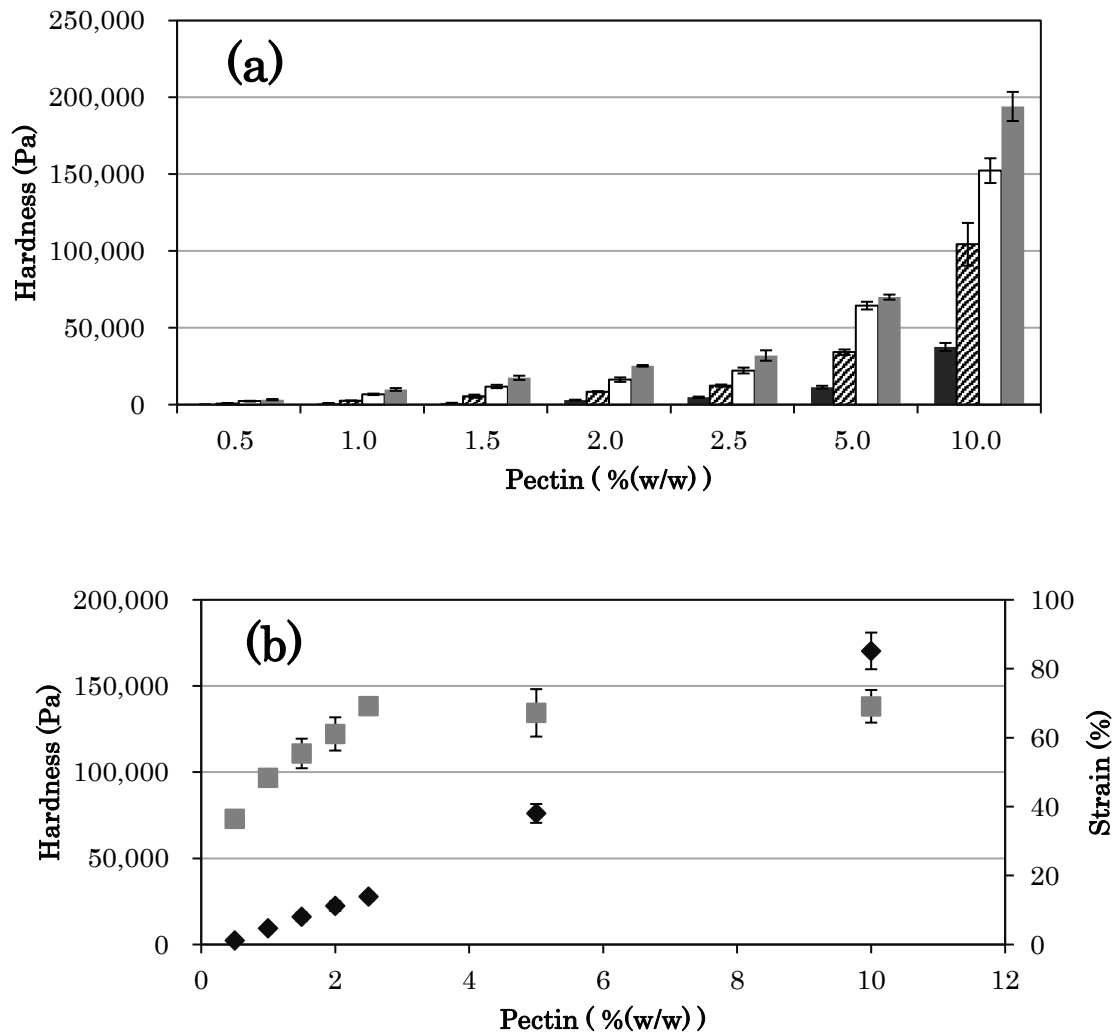 250,000
(a)
200,000
150,000
100,000
50,000
0
Hardness (Pa)
0.5 1.0 1.5 2.0 2.5 5.0 10.0
Pectin ( %(w/w) )
200,000 100
(b)
80
150,000
60
100,000
40
50,000
20
0 0
Hardness (Pa)
Strain (%)
0 2 4 6 8 10 12
Pectin ( %(w/w) )